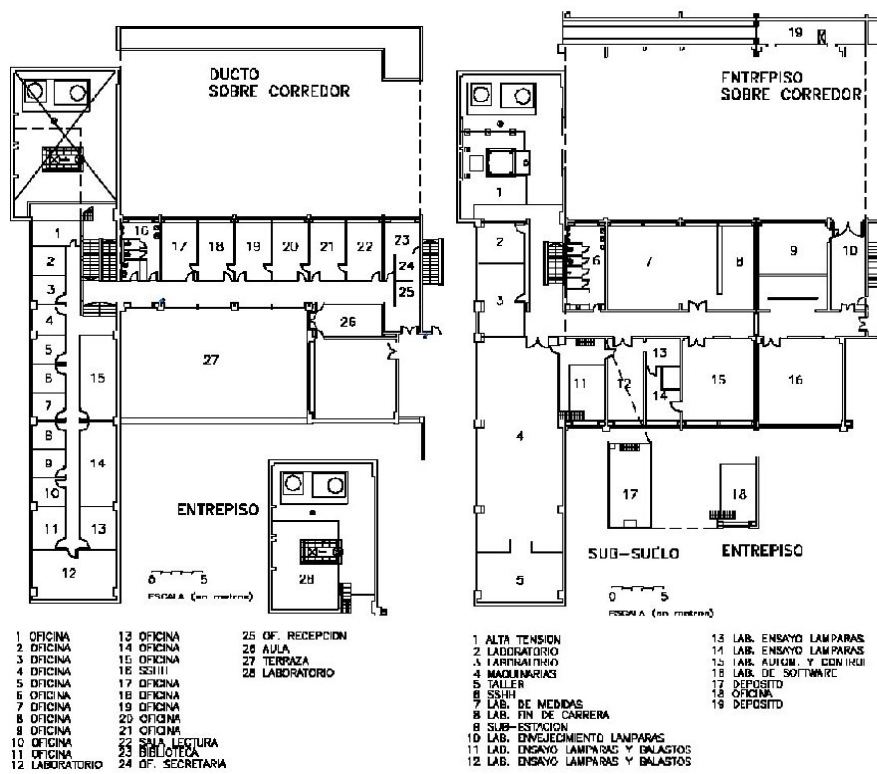 DUCTO
SOBRE CORREDOR
1
2
3
4
5
6
7
8
9
10
11
12
13
14
15
16
17
18
19
20
21
22
23
24
25
26
27
ENTREPISO
28
0 5
ESCALA (en metros)
1 OFICINA
2 OFICINA
3 OFICINA
4 OFICINA
5 OFICINA
6 OFICINA
7 OFICINA
8 OFICINA
9 OFICINA
10 OFICINA
11 OFICINA
12 LABORATORIO
13 OFICINA
14 OFICINA
15 OFICINA
16 SSHH
17 OFICINA
18 OFICINA
19 OFICINA
20 OFICINA
21 OFICINA
22 SALA LECTURA
23 BIBLIOTECA
24 OF. SECRETARIA
25 OF. RECEPCION
26 AULA
27 TERRAZA
28 LABORATORIO
19
ENTREPISO
SOBRE CORREDOR
1
2
3
4
5
6
7
8
9
10
11
12
13
14
15
16
17
18
SUB-SUELO
ENTREPISO
0 5
ESCALA (en metros)
1 ALTA TENSION
2 LABORATORIO
3 LABORATORIO
4 MAQUINARIAS
5 TALLER
6 SSHH
7 LAB. DE MEDIDAS
8 LAB. FIN DE CARRERA
9 SUB-ESTACION
10 LAB. ENVEJECIMIENTO LAMPARAS
11 LAB. ENSAYO LAMPARAS Y BALASTOS
12 LAB. ENSAYO LAMPARAS Y BALASTOS
13 LAB. ENSAYO LAMPARAS
14 LAB. ENSAYO LAMPARAS
15 LAB. AUTOM. Y CONTROL
16 LAB. DE SOFTWARE
17 DEPOSITO
18 OFICINA
19 DEPOSITO